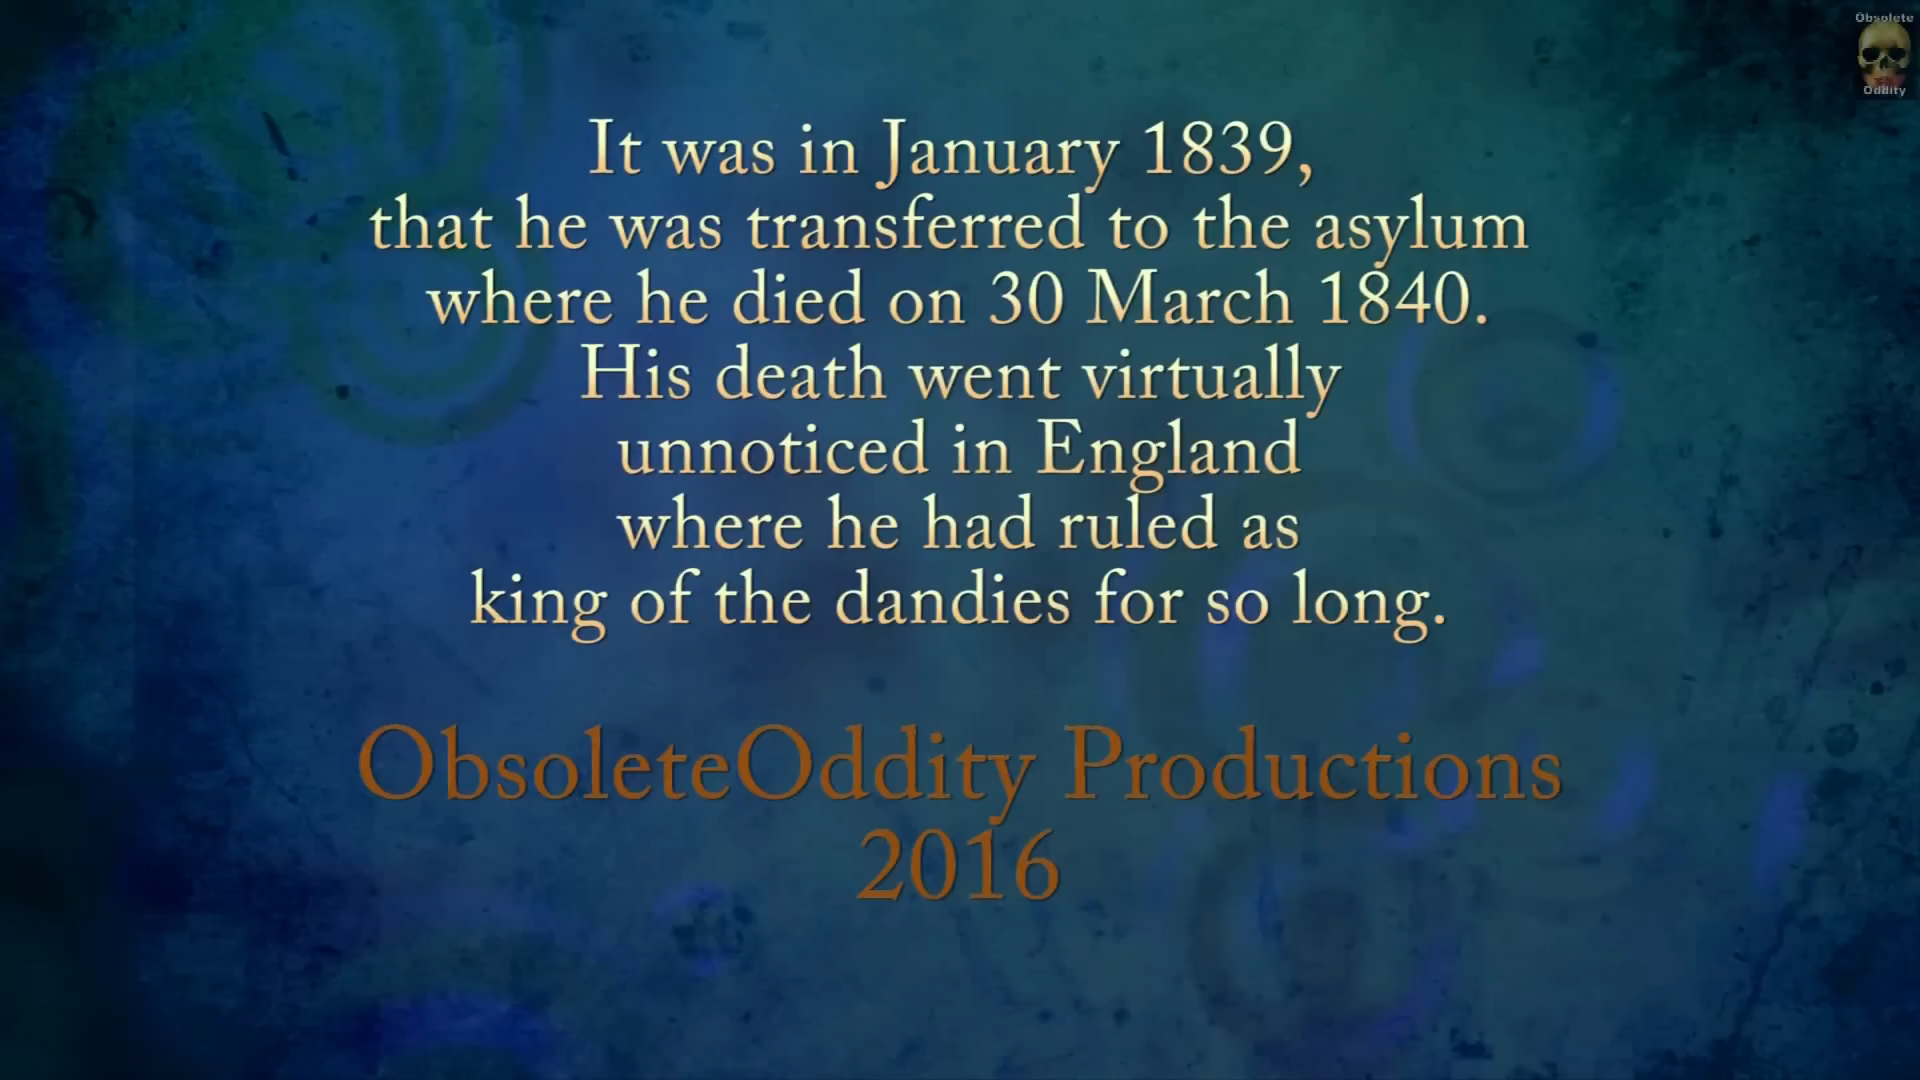 Obsolete
Oddity
It was in January 1839,
that he was transferred to the asylum
where he died on 30 March 1840.
His death went virtually
unnoticed in England
where he had ruled as
king of the dandies for so long.
ObsoleteOddity Productions
2016